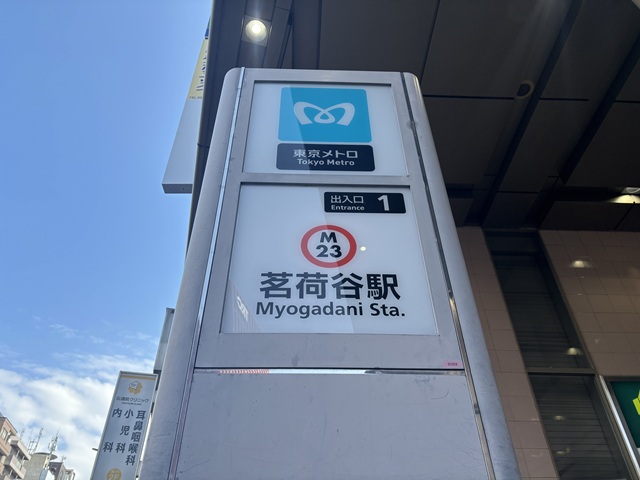 東京メトロ
Tokyo Metro
出入口
Entrance
1
M
23
茗荷谷駅
Myogadani Sta.
耳鼻咽喉科
小児科
内科